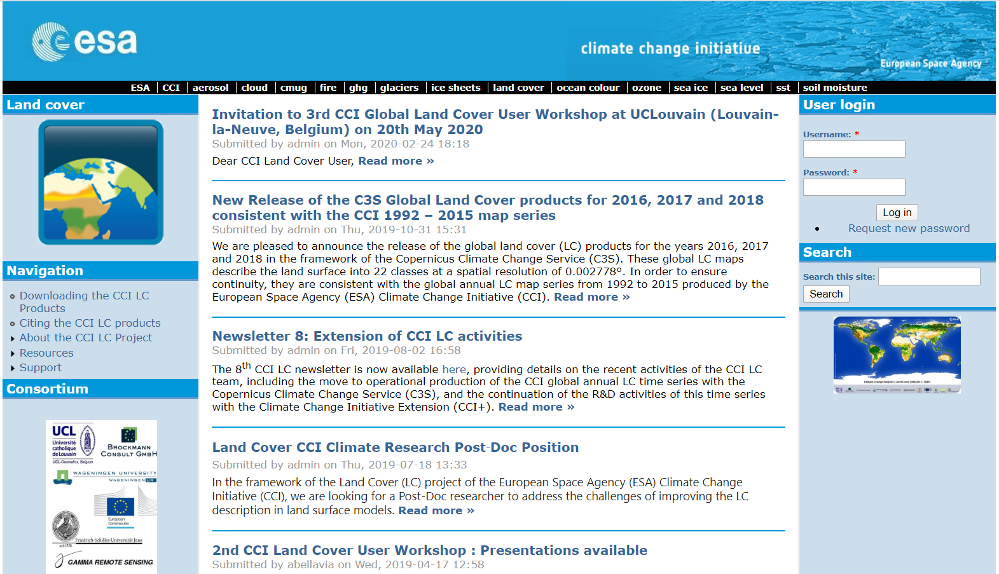 esa
climate change initiative
European Space Agency
ESA | CCI | aerosol | cloud | cmug | fire | ghg | glaciers | ice sheets | land cover | ocean colour | ozone | sea ice | sea level | sst | soil moisture
Land cover
Navigation
Downloading the CCI LC
Products
Citing the CCI LC products
About the CCI LC Project
Resources
Support
Consortium
UCL
Université
catholique
de Louvain
UCL-Geomatics, Belgium
BROCKMANN
CONSULT GMBH
WAGENINGEN UNIVERSITY
WAGENINGEN UR
European
Commission
seit 1558
Friedrich-Schiller-Universität Jena
GAMMA REMOTE SENSING
Invitation to 3rd CCI Global Land Cover User Workshop at UCLouvain (Louvain-
la-Neuve, Belgium) on 20th May 2020
Submitted by admin on Mon, 2020-02-24 18:18
Dear CCI Land Cover User, Read more »
New Release of the C3S Global Land Cover products for 2016, 2017 and 2018
consistent with the CCI 1992 – 2015 map series
Submitted by admin on Thu, 2019-10-31 15:31
We are pleased to announce the release of the global land cover (LC) products for the years 2016, 2017
and 2018 in the framework of the Copernicus Climate Change Service (C3S). These global LC maps
describe the land surface into 22 classes at a spatial resolution of 0.002778º. In order to ensure
continuity, they are consistent with the global annual LC map series from 1992 to 2015 produced by the
European Space Agency (ESA) Climate Change Initiative (CCI). Read more »
Newsletter 8: Extension of CCI LC activities
Submitted by admin on Fri, 2019-08-02 16:58
The 8th CCI LC newsletter is now available here, providing details on the recent activities of the CCI LC
team, including the move to operational production of the CCI global annual LC time series with the
Copernicus Climate Change Service (C3S), and the continuation of the R&D activities of this time series
with the Climate Change Initiative Extension (CCI+). Read more »
Land Cover CCI Climate Research Post-Doc Position
Submitted by admin on Thu, 2019-07-18 13:33
In the framework of the Land Cover (LC) project of the European Space Agency (ESA) Climate Change
Initiative (CCI), we are looking for a Post-Doc researcher to address the challenges of improving the LC
description in land surface models. Read more »
2nd CCI Land Cover User Workshop : Presentations available
Submitted by abellavia on Wed, 2019-04-17 12:58
User login
Username: *
Password: *
Log in
Request new password
Search
Search this site:
Search